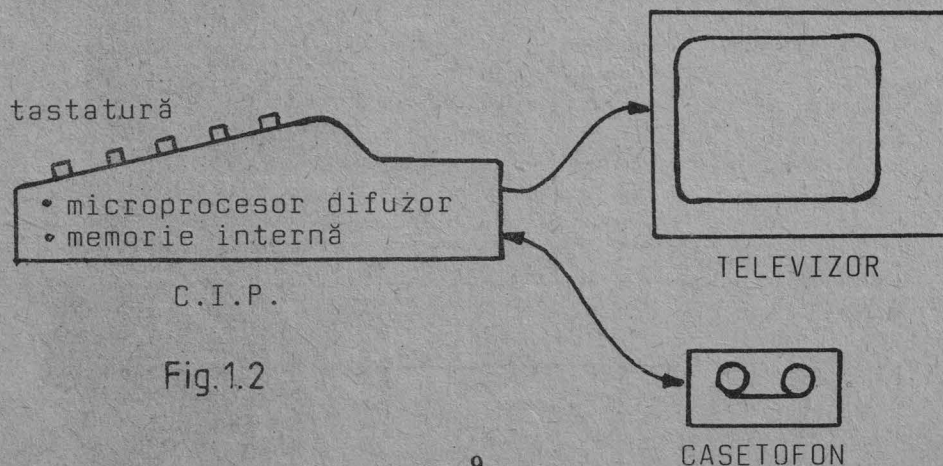 tastatură
• microprocesor difuzor
• memorie internă
C.I.P.
TELEVIZOR
Fig.1.2
CASETOFON
9